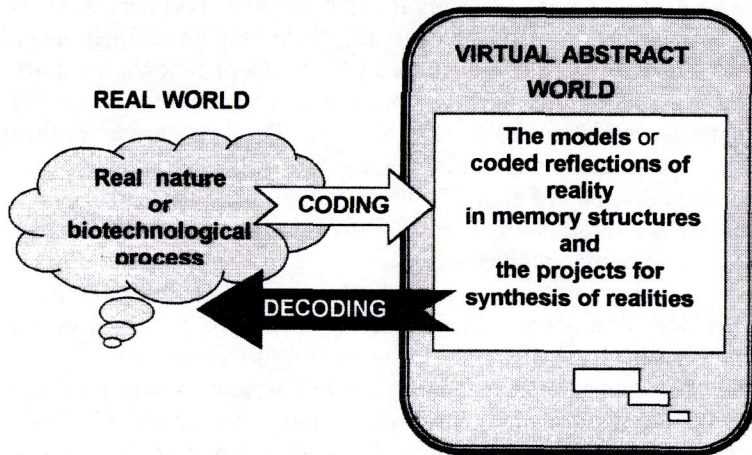 REAL WORLD
Real nature
or
biotechnological
process
CODING
DECODING
VIRTUAL ABSTRACT
WORLD
The models or
coded reflections of
reality
in memory structures
and
the projects for
synthesis of realities